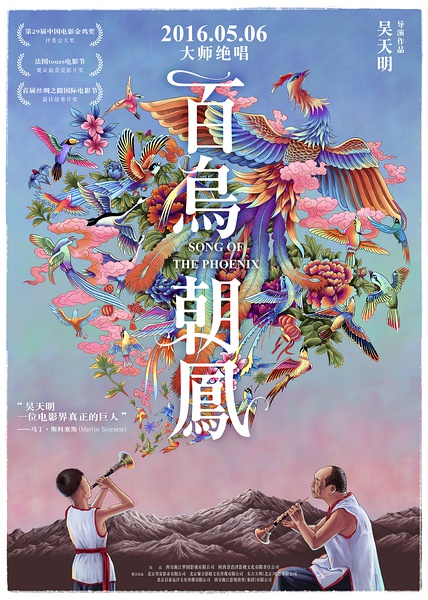 第29届中国电影金鸡奖
评委会大奖
法国tours电影节
观众最喜爱影片奖
首届丝绸之路国际电影节
最佳故事片奖
2016.05.06
大师绝唱
导演作品
吴天明
百鳥朝鳳
SONG OF
THE PHOENIX
“吴天明
一位电影界真正的巨人”
——马丁·斯科塞斯(Martin Scorsese)